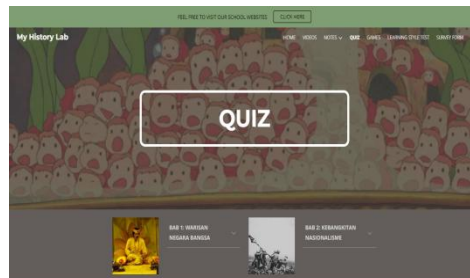 FEEL FREE TO VISIT OUR SCHOOL WEBSITES CLICK HERE
My History Lab HOME VIDEOS NOTES QUIZ GAMES LEARNING STYLE TEST SURVEY FORM
QUIZ
BAB 1: WARISAN
NEGARA BANGSA
BAB 2: KEBANGKITAN
NASIONALISME